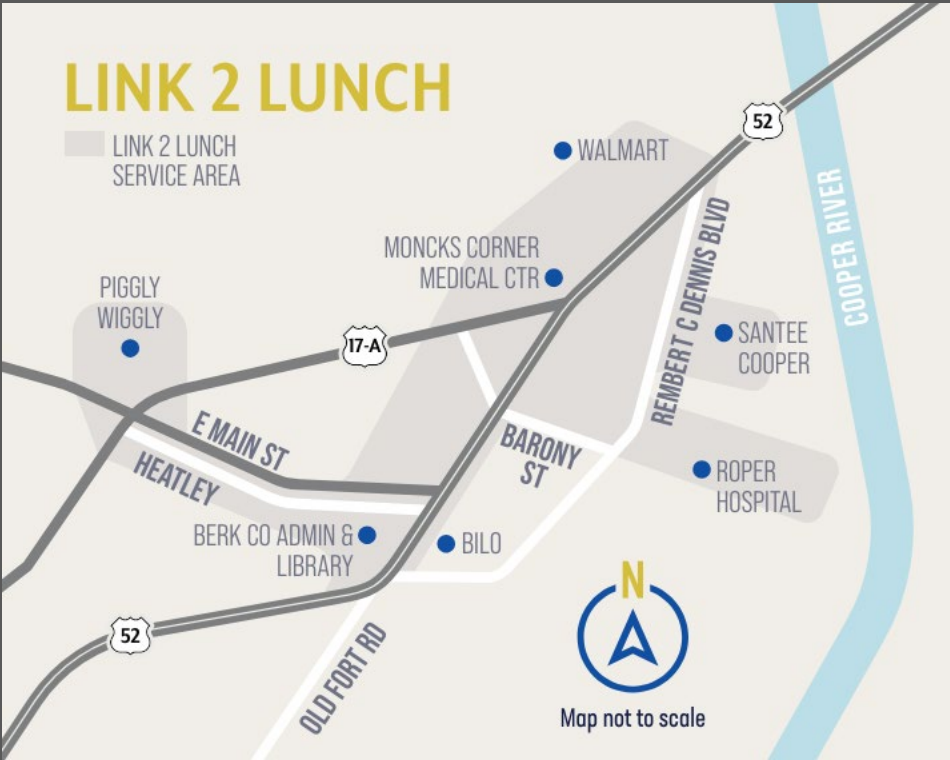 LINK 2 LUNCH
LINK 2 LUNCH
SERVICE AREA
52
WALMART
MONCKS CORNER
MEDICAL CTR
REMBERT C DENNIS BLVD
COOPER RIVER
PIGGLY
WIGGLY
17-A
SANTEE
COOPER
E MAIN ST
HEATLEY
BARONY
ST
ROPER
HOSPITAL
BERK CO ADMIN &
LIBRARY
BILO
52
OLD FORT RD
N
Map not to scale